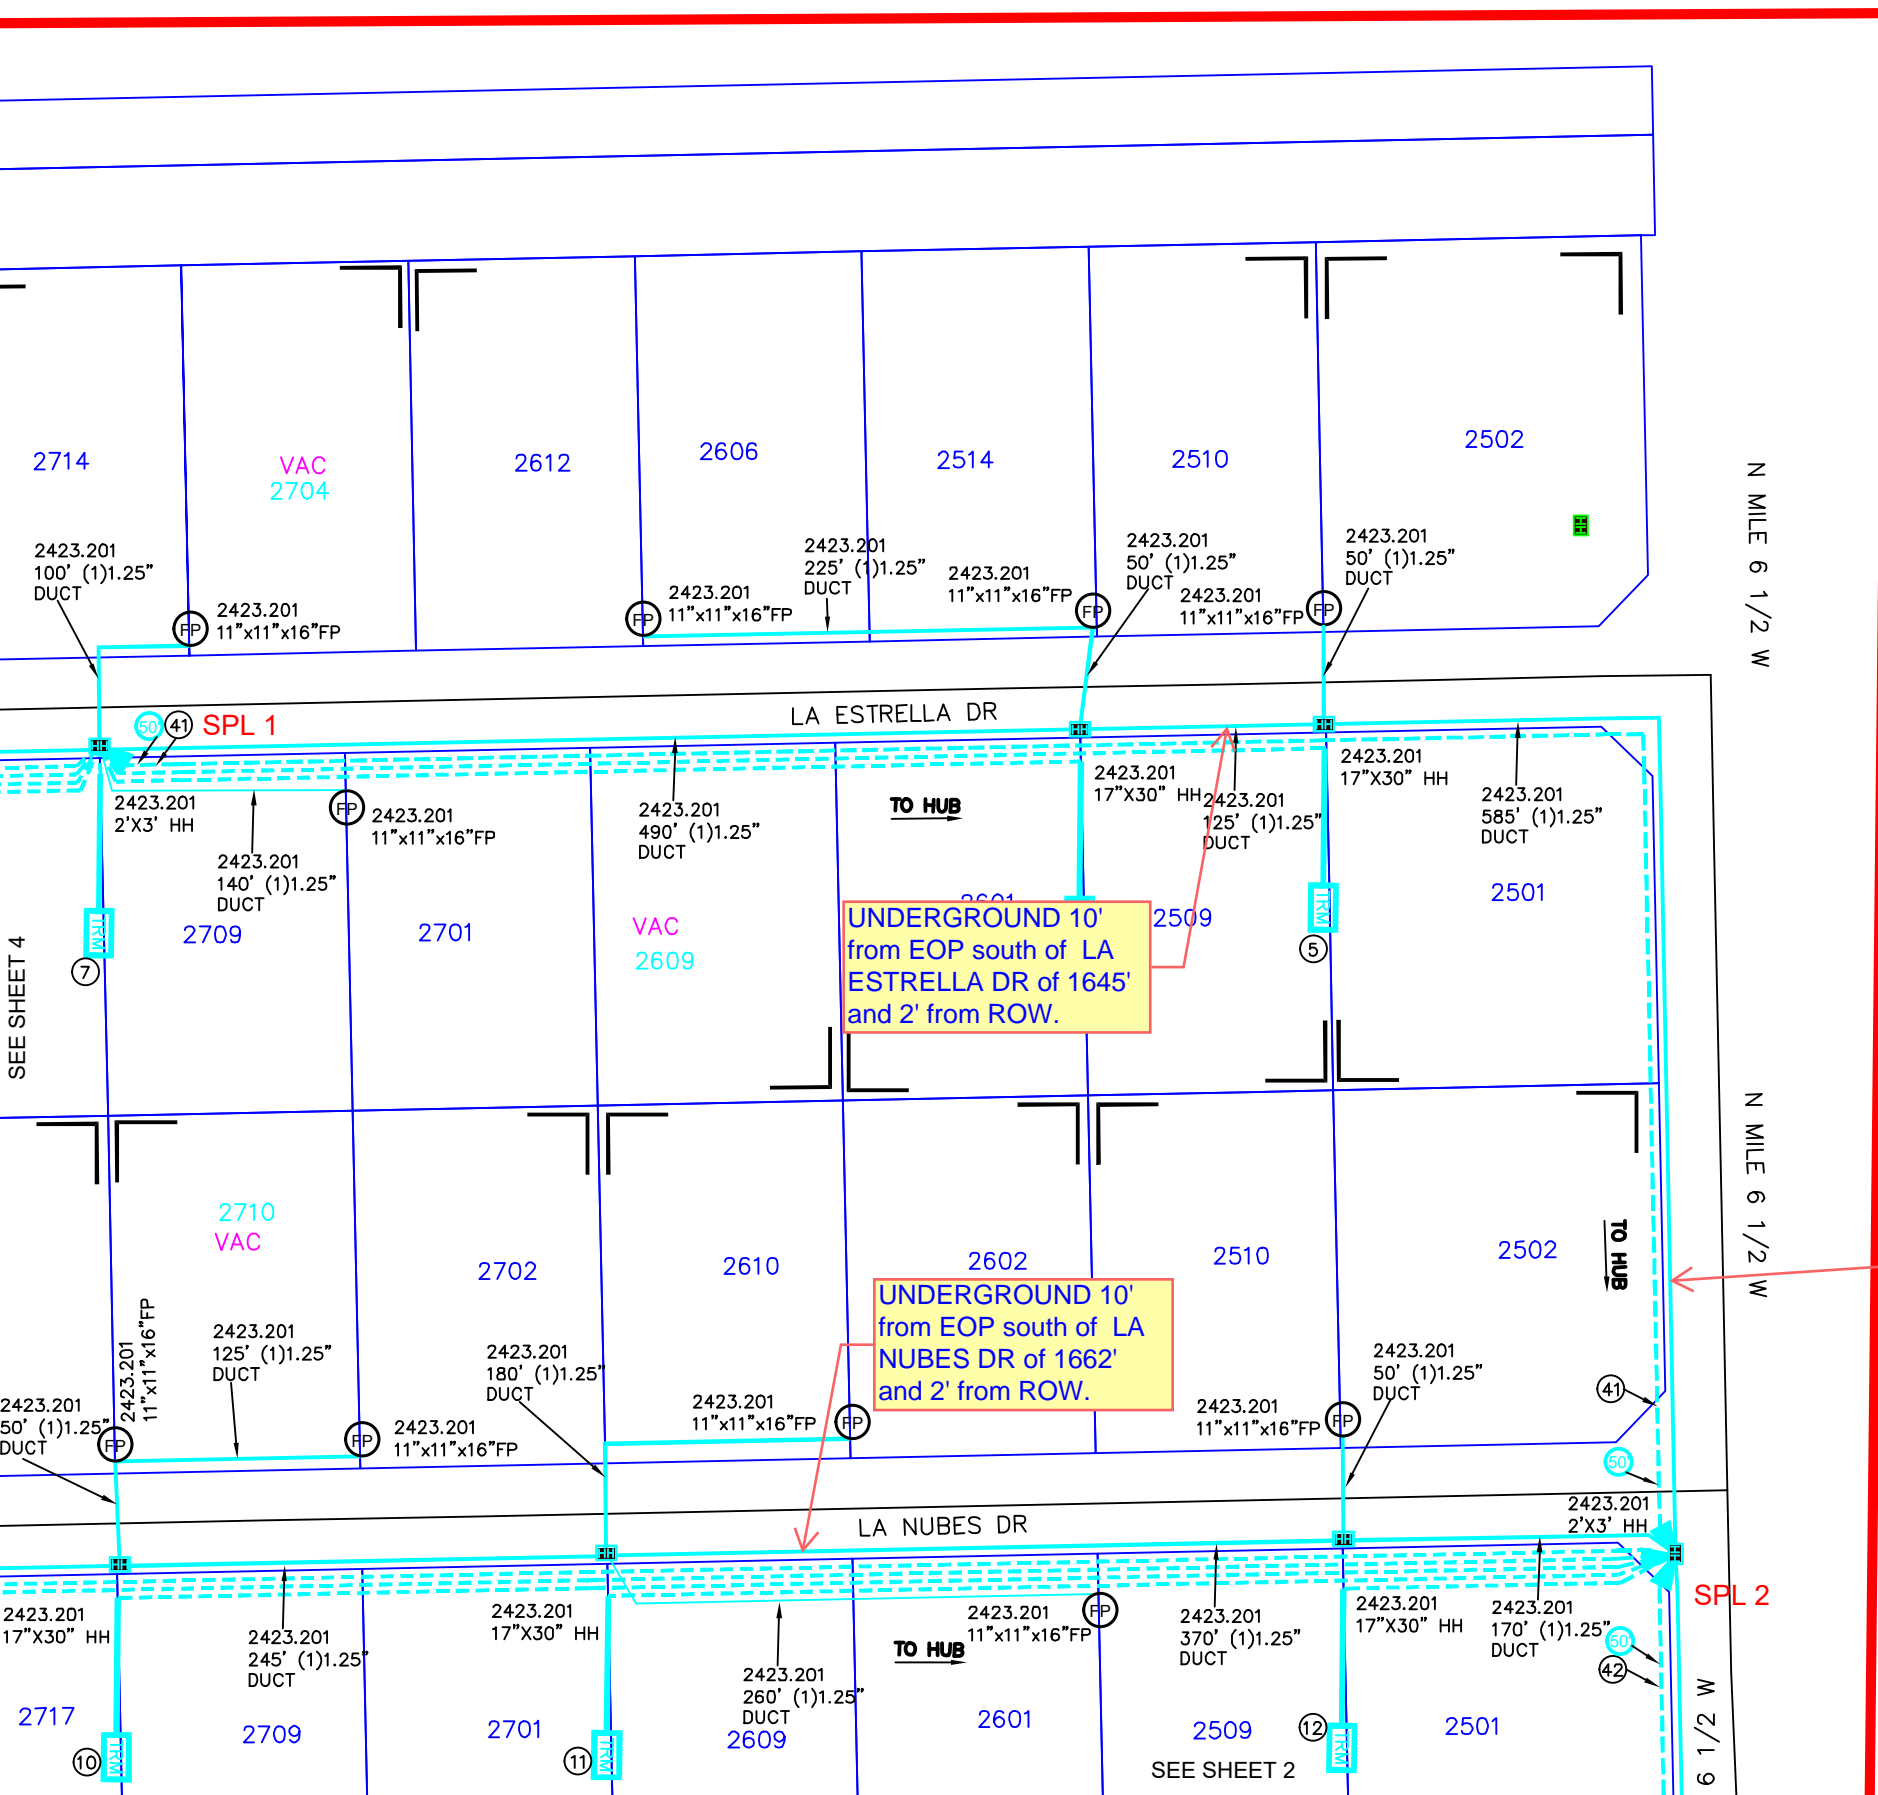 2714
VAC
2704
2612
2606
2514
2510
2502
N MILE 6 1/2 W
2423.201
100' (1)1.25"
DUCT
FP
2423.201
11"x11"x16"FP
FP
2423.201
11"x11"x16"FP
2423.201
225' (1)1.25"
DUCT
2423.201
11"x11"x16"FP
FP
2423.201
50' (1)1.25"
DUCT
2423.201
11"x11"x16"FP
FP
2423.201
50' (1)1.25"
DUCT
LA ESTRELLA DR
50'
41
SPL 1
2423.201
2'X3' HH
2423.201
140' (1)1.25"
DUCT
FP
2423.201
11"x11"x16"FP
2423.201
490' (1)1.25"
DUCT
TO HUB
2423.201
17"X30" HH
2423.201
125' (1)1.25"
DUCT
2423.201
17"X30" HH
2423.201
585' (1)1.25"
DUCT
SEE SHEET 4
TRM
7
2709
2701
VAC
2609
2601
UNDERGROUND 10'
from EOP south of LA
ESTRELLA DR of 1645'
and 2' from ROW.
2509
TRM
5
2501
N MILE 6 1/2 W
2710
VAC
2702
2610
2602
2510
2502
TO HUB
UNDERGROUND 10'
from EOP south of LA
NUBES DR of 1662'
and 2' from ROW.
2423.201
50' (1)1.25"
DUCT
2423.201
11"x11"x16"FP
FP
2423.201
125' (1)1.25"
DUCT
FP
2423.201
11"x11"x16"FP
2423.201
180' (1)1.25"
DUCT
2423.201
11"x11"x16"FP
FP
2423.201
11"x11"x16"FP
FP
2423.201
50' (1)1.25"
DUCT
41
50'
LA NUBES DR
2423.201
2'X3' HH
SPL 2
2423.201
17"X30" HH
2423.201
245' (1)1.25"
DUCT
2423.201
17"X30" HH
2423.201
260' (1)1.25"
DUCT
TO HUB
2423.201
11"x11"x16"FP
FP
2423.201
370' (1)1.25"
DUCT
2423.201
17"X30" HH
2423.201
170' (1)1.25"
DUCT
50'
42
6 1/2 W
2717
10
TRM
2709
2701
11
TRM
2609
2601
2509
12
TRM
2501
SEE SHEET 2